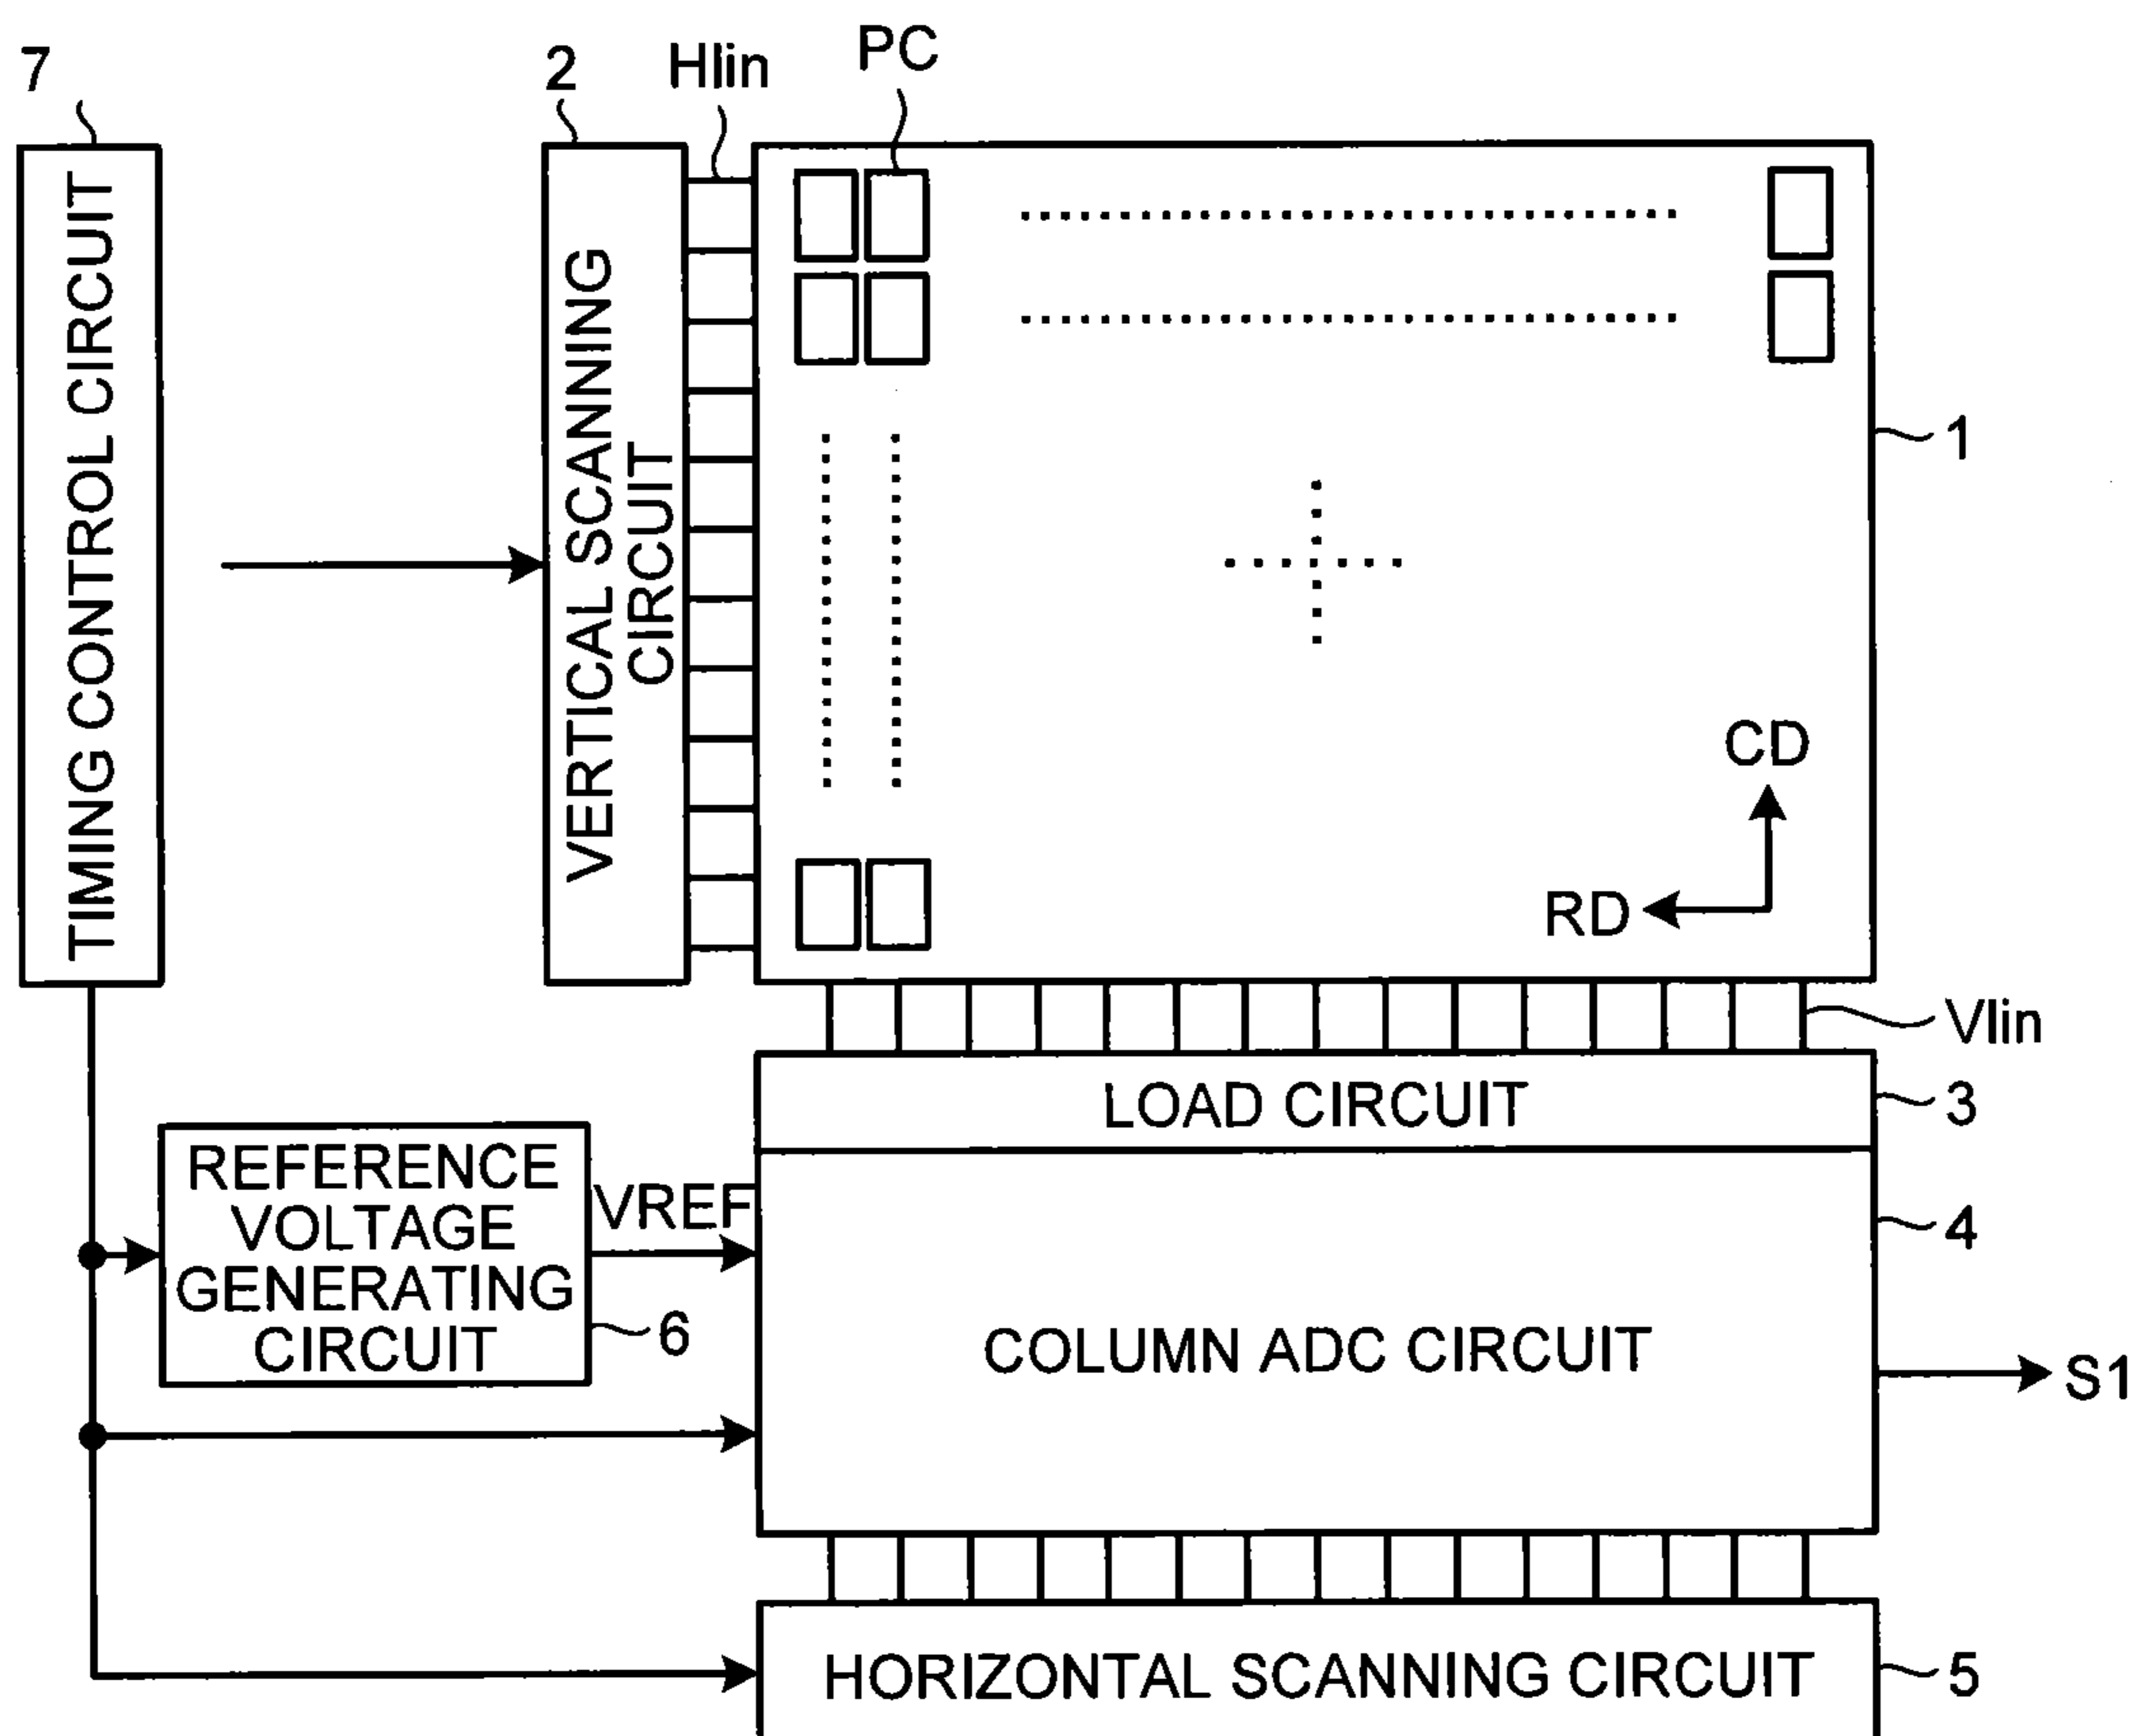 7
2
Hlin
PC
TIMING CONTROL CIRCUIT
VERTICAL SCANNING
CIRCUIT
1
CD
RD
Vlin
LOAD CIRCUIT
3
REFERENCE
VOLTAGE
GENERATING
CIRCUIT
VREF
6
4
COLUMN ADC CIRCUIT
S1
HORIZONTAL SCANNING CIRCUIT
5